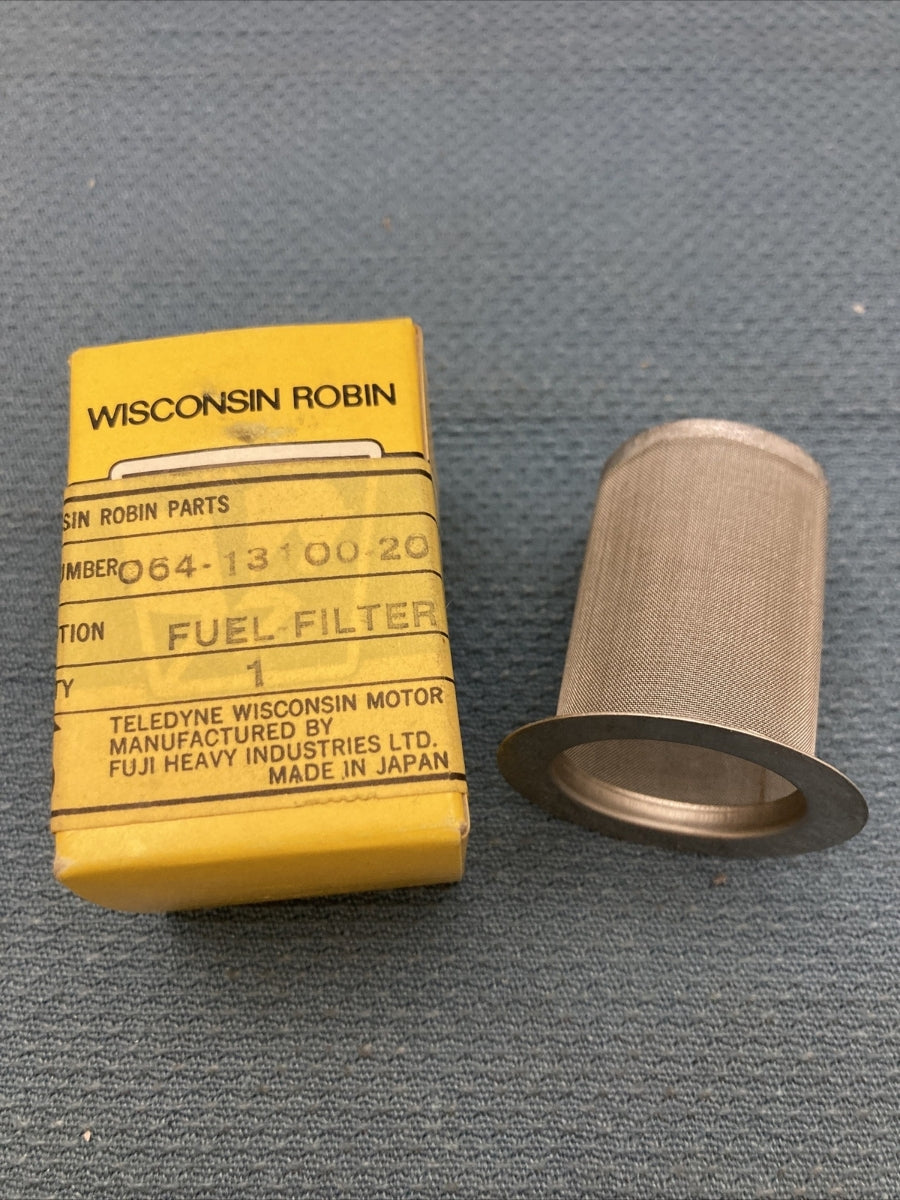 WISCONSIN ROBIN
SIN ROBIN PARTS
UMBER 064-13100-20
TION FUEL-FILTER
TY 1
TELEDYNE WISCONSIN MOTOR
MANUFACTURED BY
FUJI HEAVY INDUSTRIES LTD.
MADE IN JAPAN